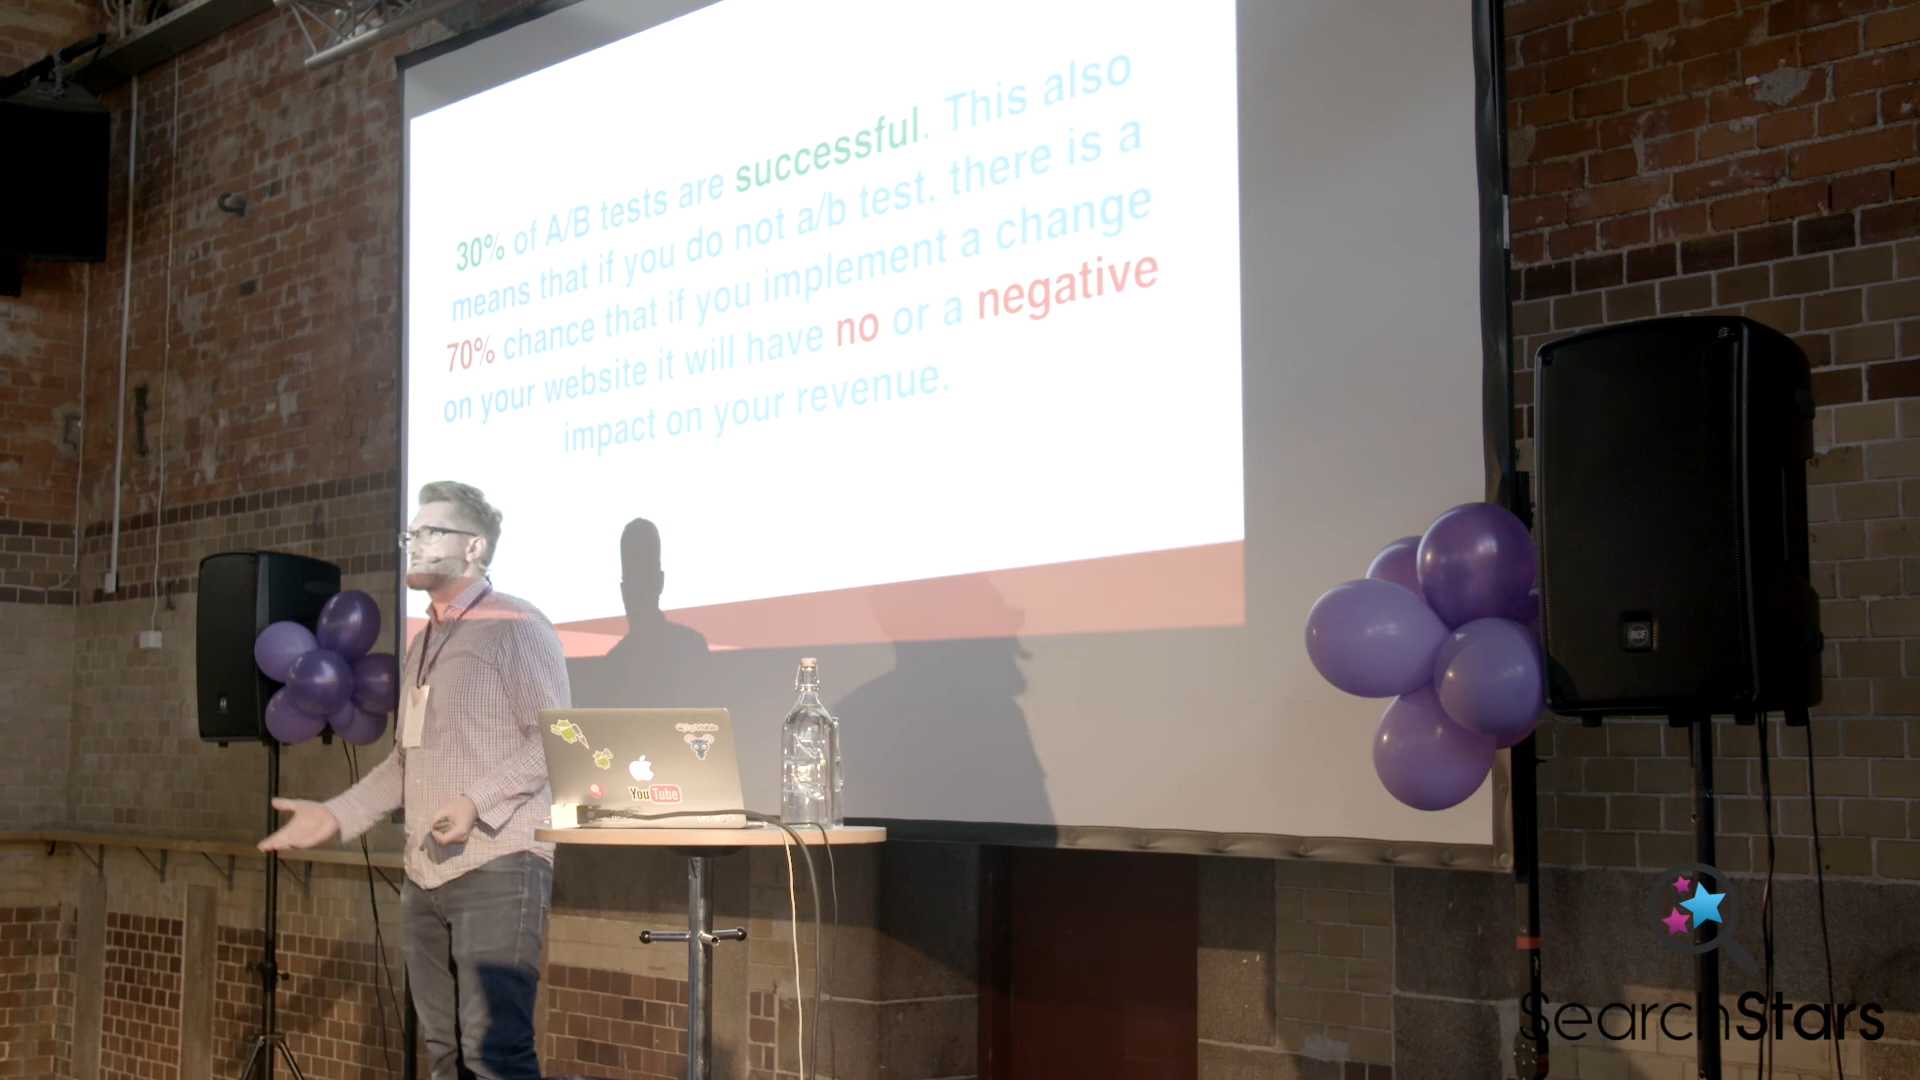 30% of A/B tests are successful. This also
means that if you do not a/b test, there is a
70% chance that if you implement a change
on your website it will have no or a negative
impact on your revenue.
YouTube
RCF
SearchStars